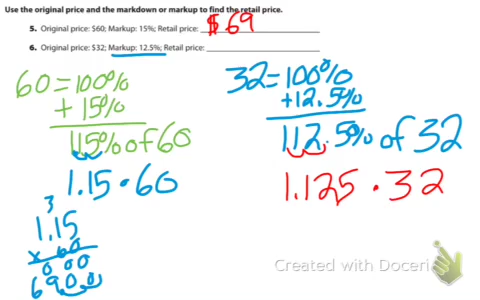 Use the original price and the markdown or markup to find the retail price.
5. Original price: $60; Markup: 15%; Retail price: $69
6. Original price: $32; Markup: 12.5%; Retail price:
60 = 100%
+ 15%
115% of 60
1.15 • 60
3
1.15
x 60
000
6900
32 = 100%
+12.5%
112.5% of 32
1.125 • 32
Created with Doceri